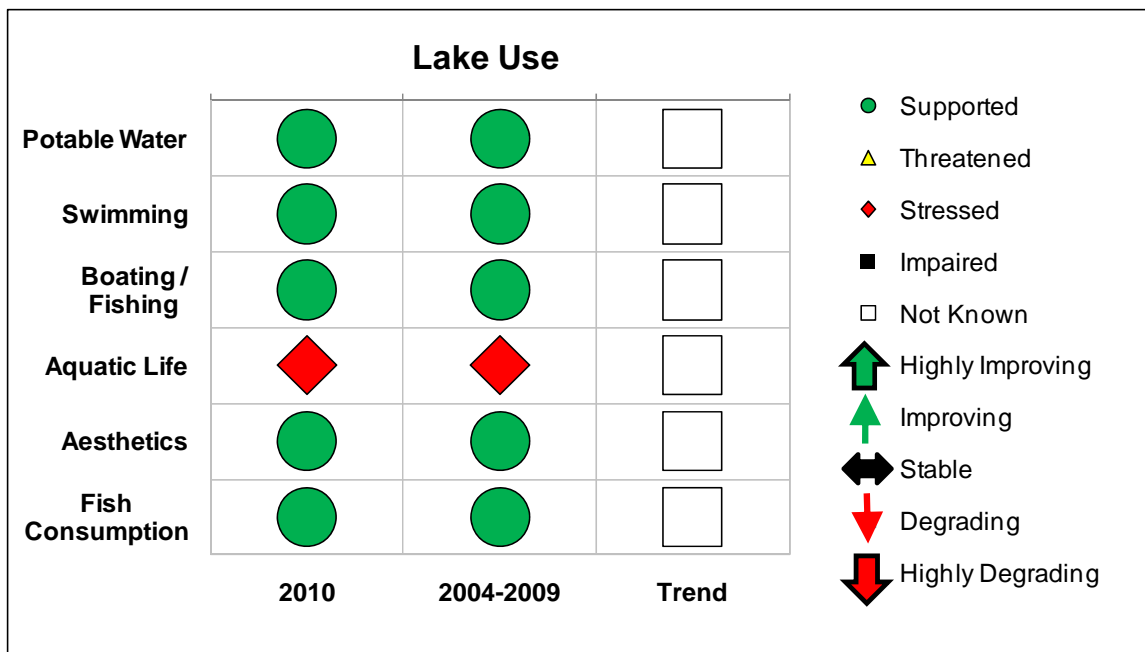 Lake Use
Potable Water
Swimming
Boating /
Fishing
Aquatic Life
Aesthetics
Fish
Consumption
2010
2004-2009
Trend
Supported
Threatened
Stressed
Impaired
Not Known
Highly Improving
Improving
Stable
Degrading
Highly Degrading